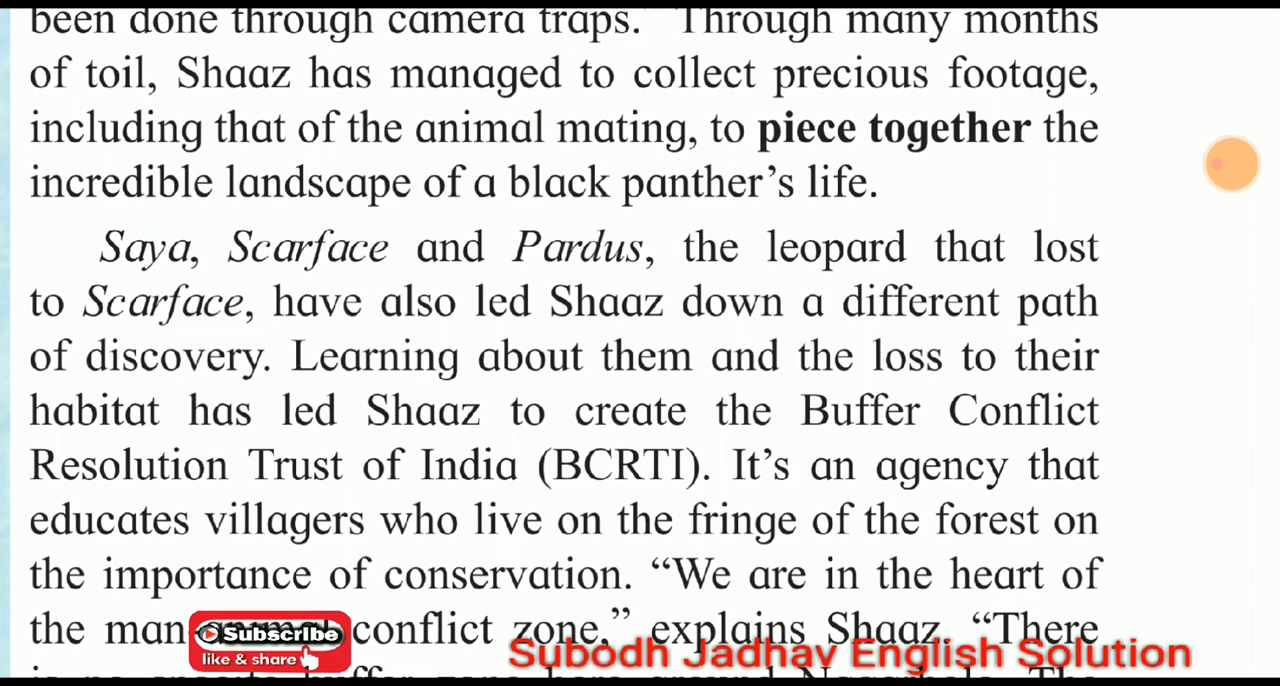 been done through camera traps.” Through many months
of toil, Shaaz has managed to collect precious footage,
including that of the animal mating, to piece together the
incredible landscape of a black panther’s life.
Saya, Scarface and Pardus, the leopard that lost
to Scarface, have also led Shaaz down a different path
of discovery. Learning about them and the loss to their
habitat has led Shaaz to create the Buffer Conflict
Resolution Trust of India (BCRTI). It’s an agency that
educates villagers who live on the fringe of the forest on
the importance of conservation. “We are in the heart of
the man conflict zone,” explains Shaaz. “There
Subscribe
like & share
Subodh Jadhav English Solution